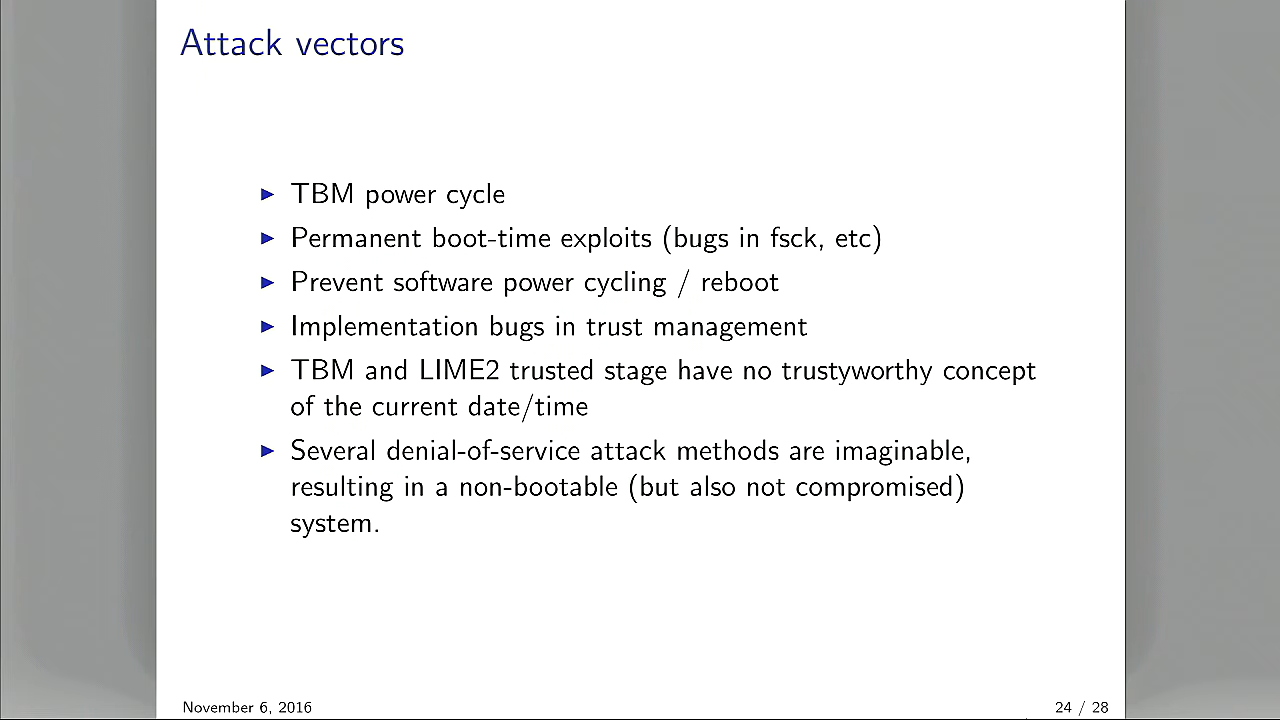 Attack vectors
▶ TBM power cycle
▶ Permanent boot-time exploits (bugs in fsck, etc)
▶ Prevent software power cycling / reboot
▶ Implementation bugs in trust management
▶ TBM and LIME2 trusted stage have no trustyworthy concept
of the current date/time
▶ Several denial-of-service attack methods are imaginable,
resulting in a non-bootable (but also not compromised)
system.
November 6, 2016
24 / 28